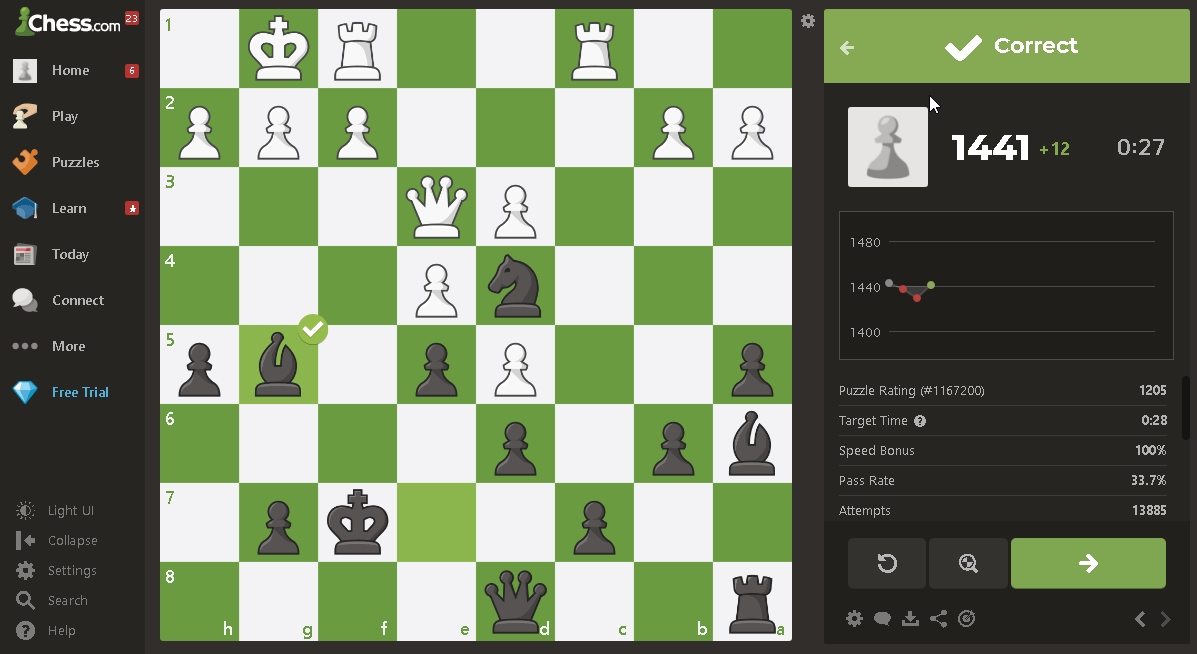 Chess.com 23
Home 6
Play
Puzzles
Learn
Today
Connect
More
Free Trial
Light UI
Collapse
Settings
Search
Help
1
2
3
4
5
6
7
8
h g f e d c b a
Correct
1441 +12 0:27
1480
1440
1400
Puzzle Rating (#1167200) 1205
Target Time ? 0:28
Speed Bonus 100%
Pass Rate 33.7%
Attempts 13885